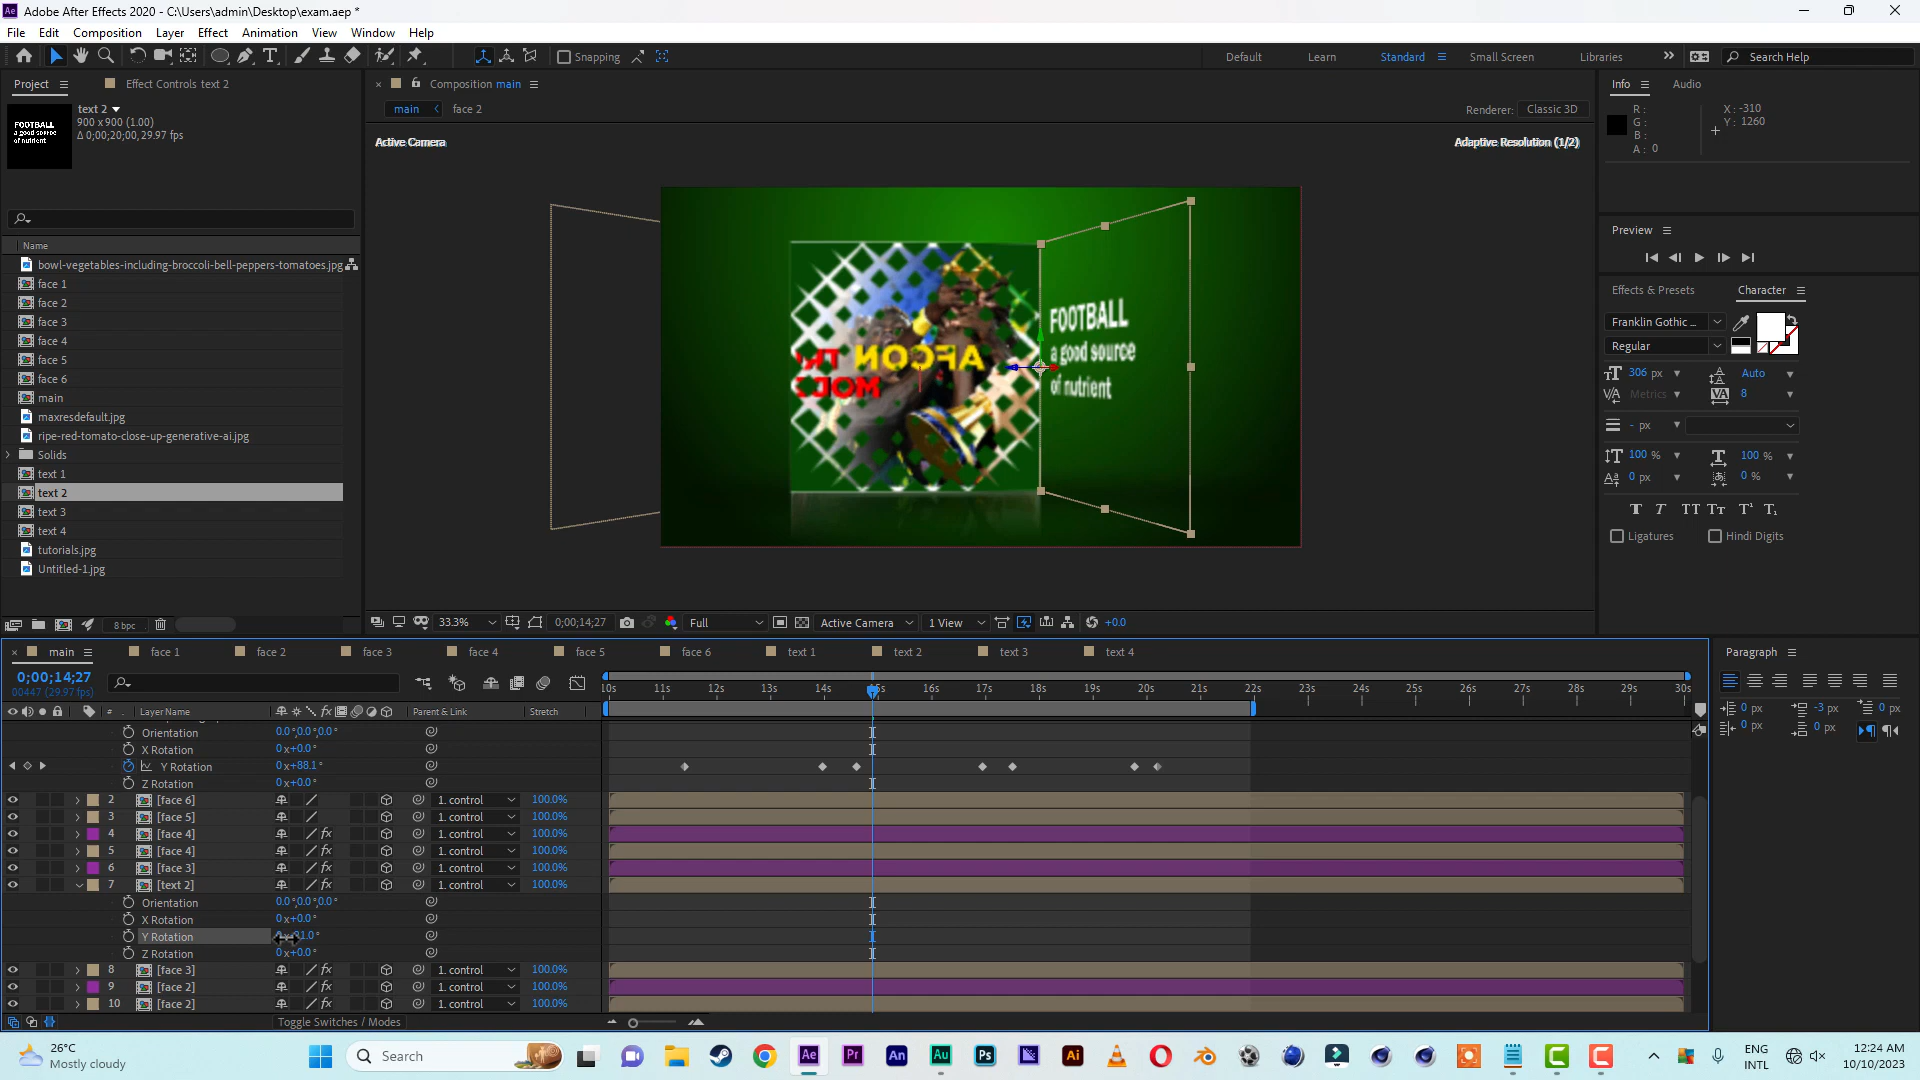 Adobe After Effects 2020 - C:\Users\admin\Desktop\exam.aep *
File Edit Composition Layer Effect Animation View Window Help
Snapping
Default Learn Standard Small Screen Libraries Search Help
Project Effect Controls text 2
text 2
900 x 900 (1.00)
Δ 0;00;20;00, 29.97 fps
FOOTBALL
a good source
of nutrient
Name
bowl-vegetables-including-broccoli-bell-peppers-tomatoes.jpg
face 1
face 2
face 3
face 4
face 5
face 6
main
maxresdefault.jpg
ripe-red-tomato-close-up-generative-ai.jpg
Solids
text 1
text 2
text 3
text 4
tutorials.jpg
Untitled-1.jpg
8 bpc
Composition main
main face 2
Renderer: Classic 3D
Active Camera
Adaptive Resolution (1/2)
AFCON
FOOTBALL
a good source
of nutrient
33.3% 0;00;14;27 Full Active Camera 1 View +0.0
Info Audio
R :
G :
B :
A : 0
X : -310
Y : 1260
Preview
Effects & Presets Character
Franklin Gothic ...
Regular
306 px Auto
Metrics 8
- px
100 % 100 %
0 px 0 %
Ligatures Hindi Digits
Paragraph
0 px -3 px 0 px
0 px 0 px
main face 1 face 2 face 3 face 4 face 5 face 6 text 1 text 2 text 3 text 4
0;00;14;27
00447 (29.97 fps)
10s 11s 12s 13s 14s 15s 16s 17s 18s 19s 20s 21s 22s 23s 24s 25s 26s 27s 28s 29s 30s
# Layer Name Parent & Link Stretch
Orientation 0.0°,0.0°,0.0°
X Rotation 0 x+0.0°
Y Rotation 0 x+88.1°
Z Rotation 0 x+0.0°
2 [face 6] 1. control 100.0%
3 [face 5] 1. control 100.0%
4 [face 4] 1. control 100.0%
5 [face 4] 1. control 100.0%
6 [face 3] 1. control 100.0%
7 [text 2] 1. control 100.0%
Orientation 0.0°,0.0°,0.0°
X Rotation 0 x+0.0°
Y Rotation
Z Rotation 0 x+0.0°
8 [face 3] 1. control 100.0%
9 [face 2] 1. control 100.0%
10 [face 2] 1. control 100.0%
Toggle Switches / Modes
26°C
Mostly cloudy
Search
ENG
INTL
12:24 AM
10/10/2023